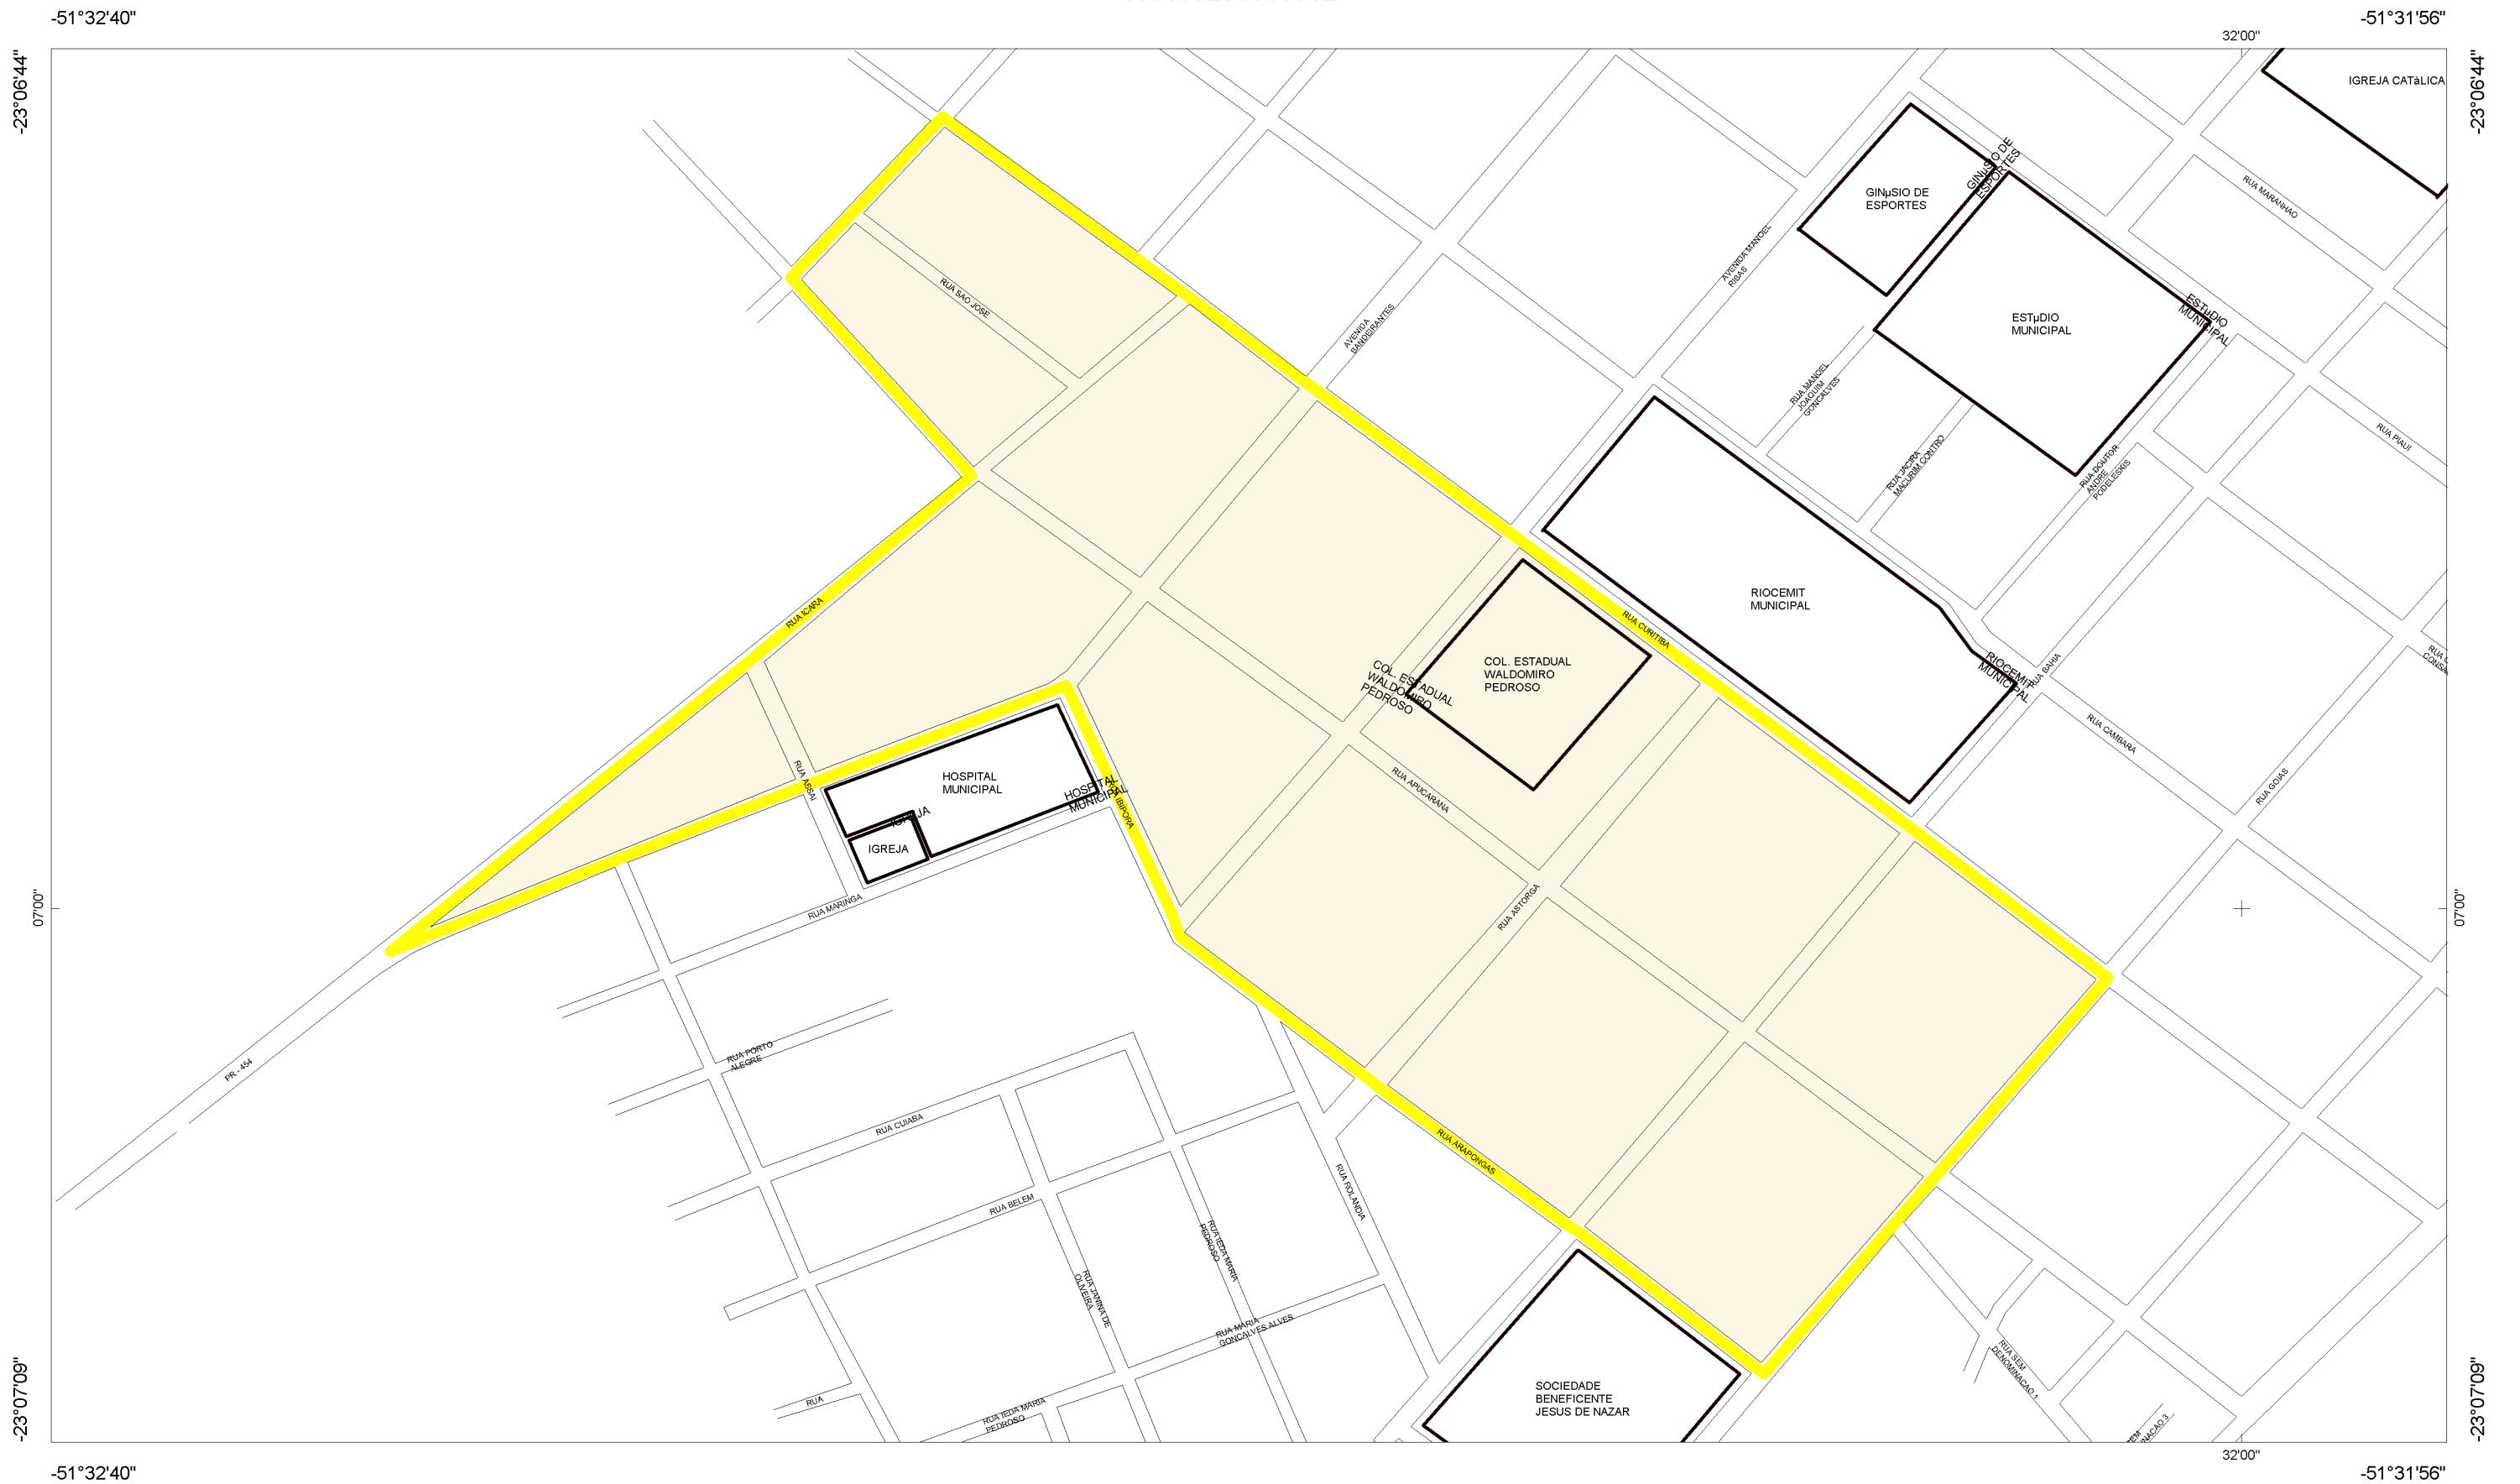 -51°32'40"
-51°31'56"
32'00"
-23°06'44"
-23°06'44"
IGREJA CATàLICA
GINµSIO DE
ESPORTES
GINµSIO DE
ESPORTES
RUA MARANHAO
AVENIDA MANOEL
RIBAS
RUA SAO JOSE
AVENIDA
BANDEIRANTES
ESTµDIO
MUNICIPAL
ESTµDIO
MUNICIPAL
RUA MANOEL
JOAQUIM
GONCALVES
RUA PIAUI
RUA JACIRA
MACURIM CONTRO
RUA DOUTOR
ANDRE
PODELESKIS
RUA ICARA
RIOCEMIT
MUNICIPAL
RUA CURITIBA
COL. ESTADUAL
WALDOMIRO
PEDROSO
COL. ESTADUAL
WALDOMIRO
PEDROSO
RIOCEMIT
MUNICIPAL
RUA BAHIA
RUA CAMBARA
RUA ASSAI
HOSPITAL
MUNICIPAL
HOSPITAL
MUNICIPAL
RUA IBIPORA
RUA APUCARANA
RUA GOIAS
IGREJA
IGREJA
RUA MARINGA
RUA ASTORGA
07'00"
07'00"
RUA PORTO
ALEGRE
PR - 454
RUA CUIABA
RUA ARAPONGAS
RUA ROLANDIA
RUA BELEM
RUA IEDA MARIA
PEDROSO
RUA JANINA DE
OLIVEIRA
RUA MARIA
GONCALVES ALVES
RUA SEM
DENOMINACAO 1
RUA
RUA IEDA MARIA
PEDROSO
SOCIEDADE
BENEFICENTE
JESUS DE NAZAR
-23°07'09"
-23°07'09"
32'00"
-51°32'40"
-51°31'56"